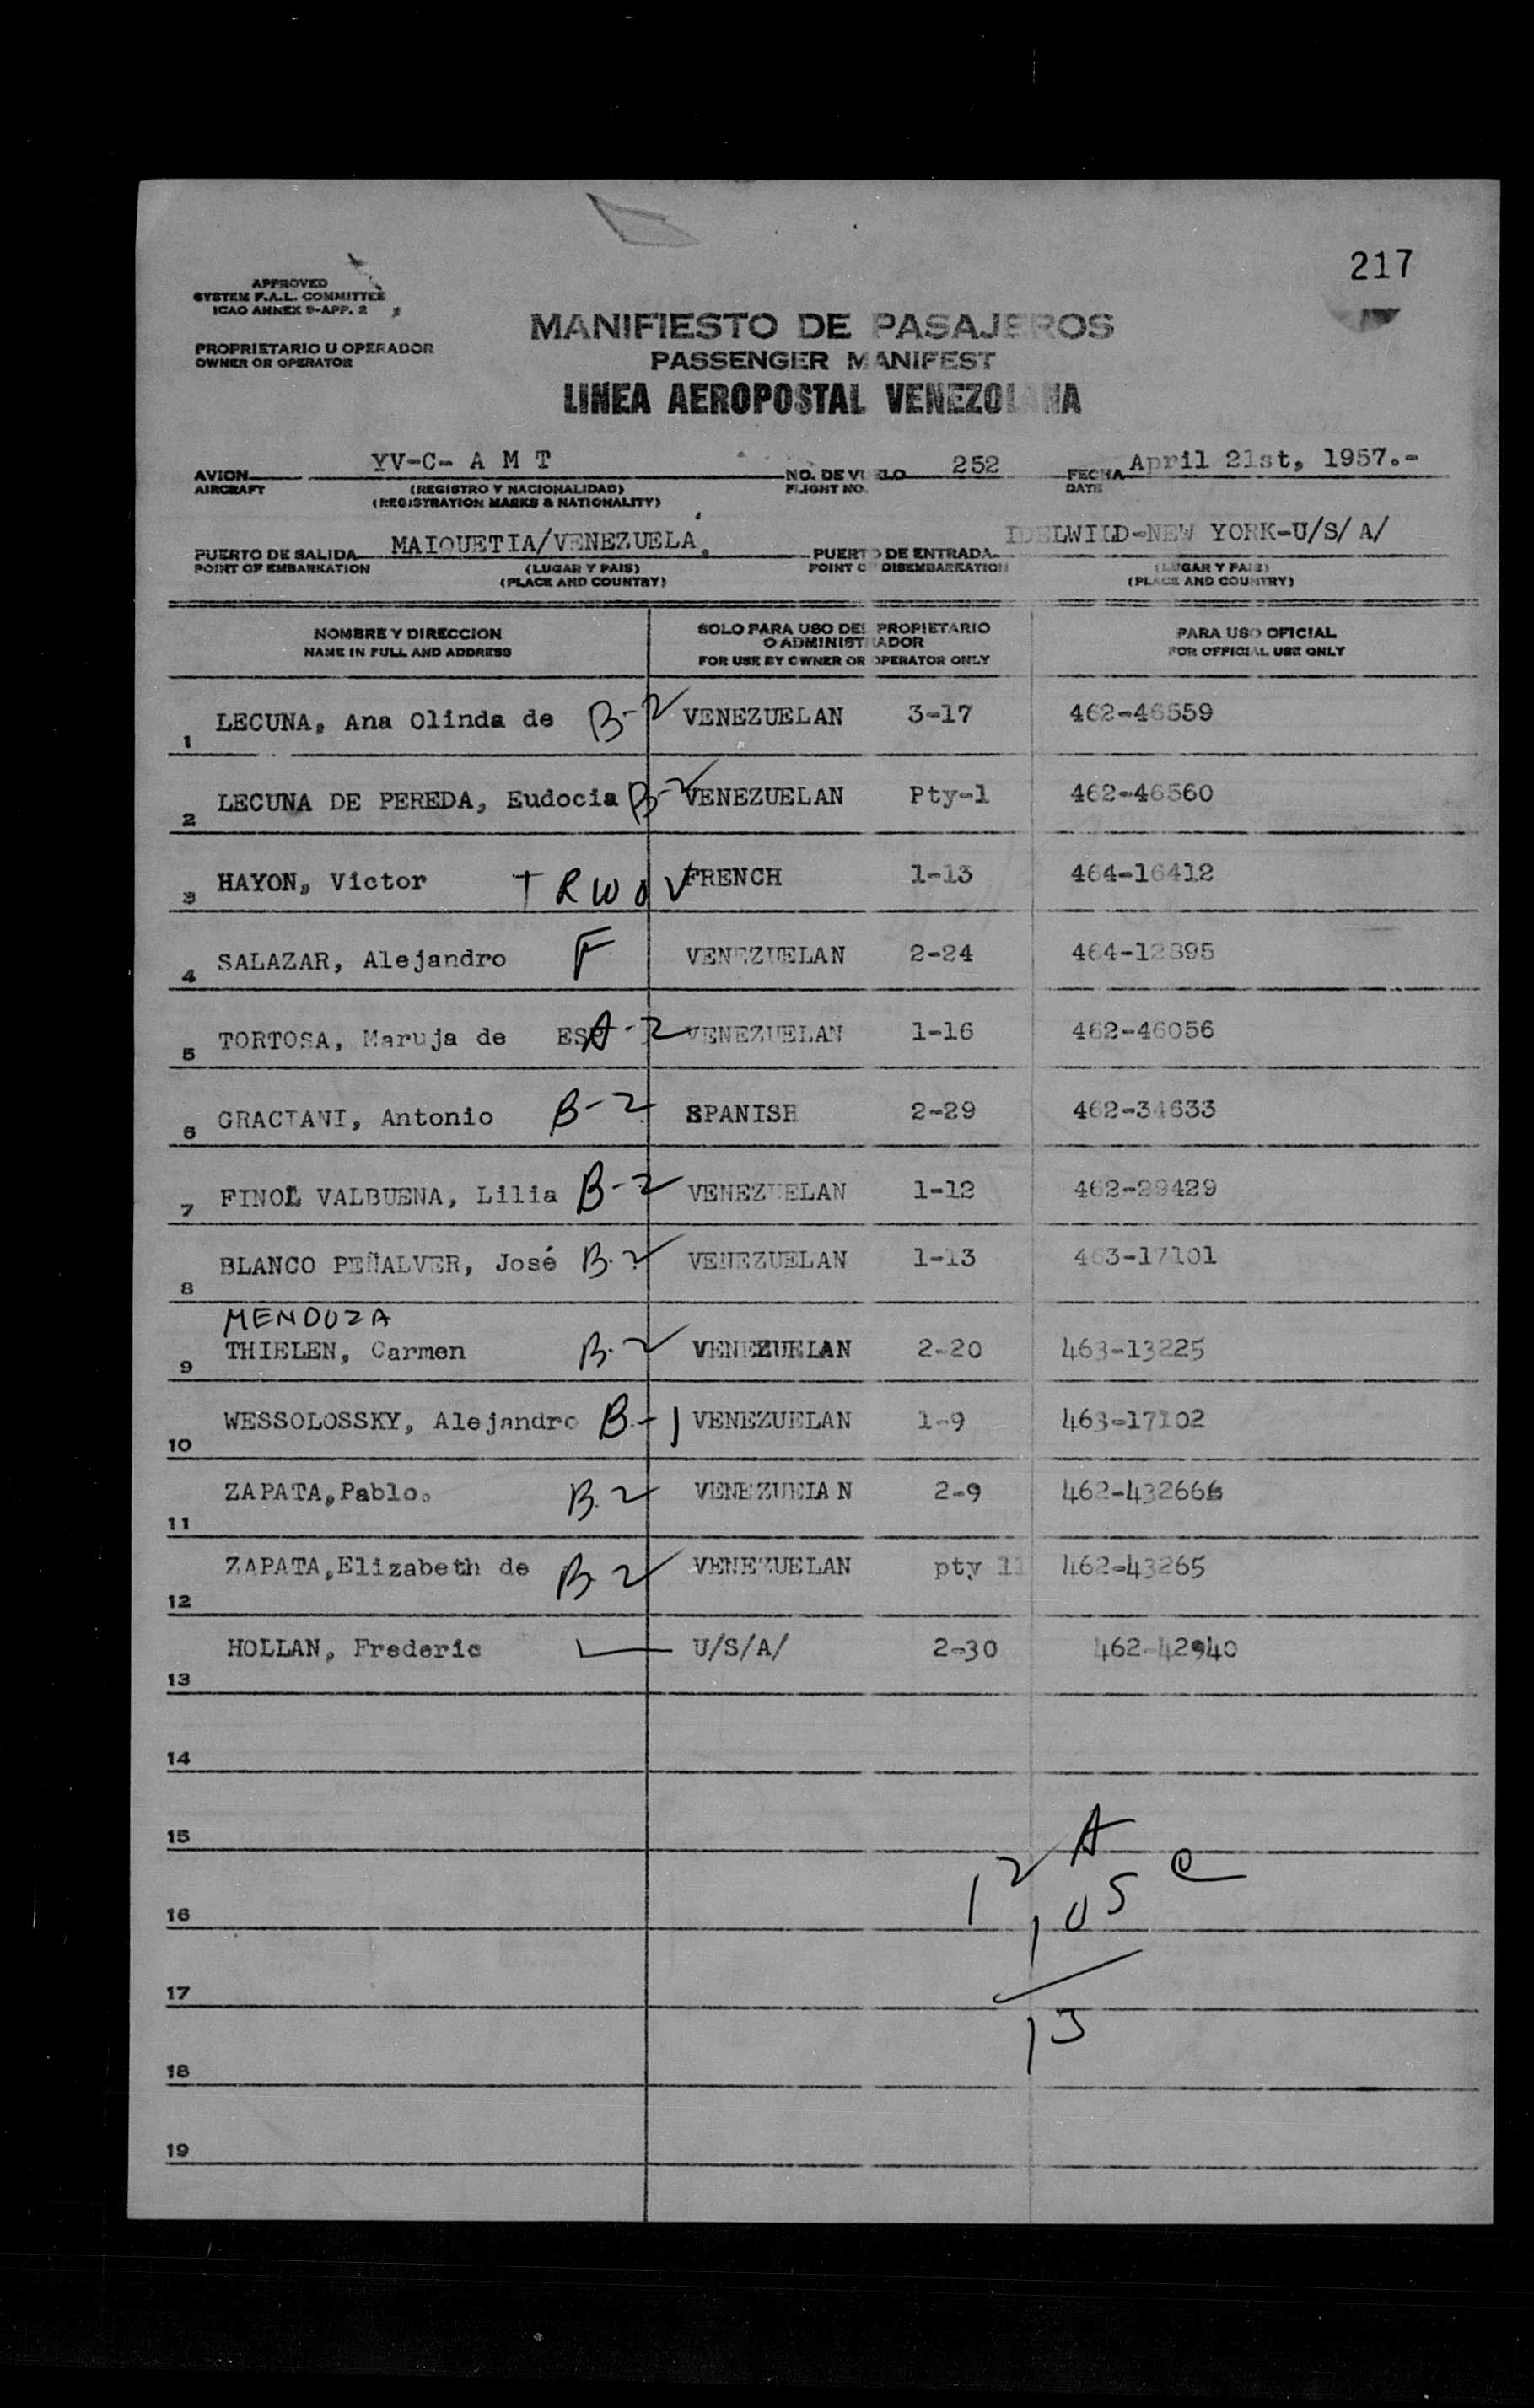 217
APPROVED
SYSTEM F.A.L. COMMITTEE
ICAO ANNEX 9-APP. 2
PROPRIETARIO U OPERADOR
OWNER OR OPERATOR
MANIFIESTO DE PASAJEROS
PASSENGER MANIFEST
LINEA AEROPOSTAL VENEZOLANA
AVION YV-C- A M T NO. DE VUELO 252 FECHA April 21st, 1957.-
AIRCRAFT (REGISTRO Y NACIONALIDAD) FLIGHT NO. DATE
(REGISTRATION MARKS & NATIONALITY)
PUERTO DE SALIDA MAIQUETIA/VENEZUELA. PUERTO DE ENTRADA IDELWILD-NEW YORK-U/S/A/
POINT OF EMBARKATION (LUGAR Y PAIS) POINT OF DISEMBARKATION (LUGAR Y PAIS)
(PLACE AND COUNTRY) (PLACE AND COUNTRY)
NOMBRE Y DIRECCION SOLO PARA USO DEL PROPIETARIO PARA USO OFICIAL
O ADMINISTRADOR
NAME IN FULL AND ADDRESS FOR USE BY OWNER OR OPERATOR ONLY FOR OFFICIAL USE ONLY
1 LECUNA, Ana Olinda de B-2 VENEZUELAN 3-17 462-46559
2 LECUNA DE PEREDA, Eudocia B-2 VENEZUELAN Pty-1 462-46560
3 HAYON, Victor TRWOV FRENCH 1-13 464-16412
4 SALAZAR, Alejandro F VENEZUELAN 2-24 464-12895
5 TORTOSA, Maruja de A-2 VENEZUELAN 1-16 462-46056
6 GRACIANI, Antonio B-2 SPANISH 2-29 462-34633
7 FINOL VALBUENA, Lilia B-2 VENEZUELAN 1-12 462-29429
8 BLANCO PEÑALVER, José B-2 VENEZUELAN 1-13 463-17101
MENDOZA
9 THIELEN, Carmen B-2 VENEZUELAN 2-20 463-13225
10 WESSOLOSSKY, Alejandro B-1 VENEZUELAN 1-9 463-17102
11 ZAPATA,Pablo. B-2 VENEZUELAN 2-9 462-432666
12 ZAPATA,Elizabeth de B-2 VENEZUELAN pty 11 462-43265
13 HOLLAN, Frederic U/S/A/ 2-30 462-42940
14
15
12 A
16
1 USC
17
13
18
19